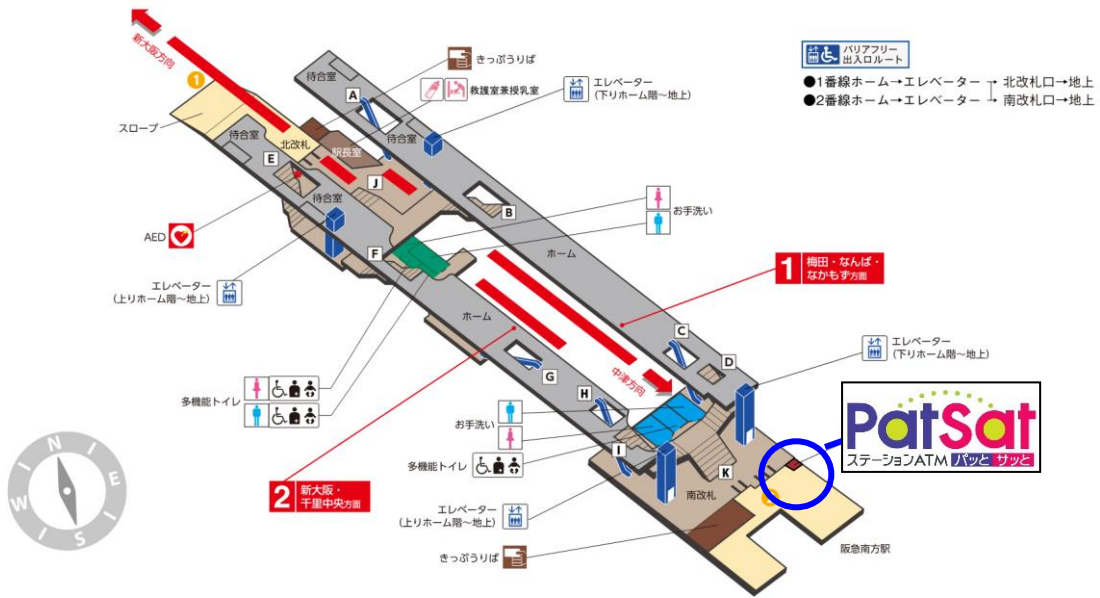 新大阪方向
1
スロープ
待合室
A
きっぷうりば
救護室兼授乳室
エレベーター
(下りホーム階～地上)
バリアフリー
出入口ルート
●1番線ホーム→エレベーター → 北改札口→地上
●2番線ホーム→エレベーター → 南改札口→地上
待合室
北改札
駅長室
待合室
E
J
待合室
B
お手洗い
AED
F
ホーム
1 梅田・なんば・
なかもず方面
エレベーター
(上りホーム階～地上)
ホーム
C
D
エレベーター
(下りホーム階～地上)
G
中津方向
H
多機能トイレ
お手洗い
多機能トイレ
I
K
PatSat
ステーションATM パッと サッと
2 新大阪・
千里中央方面
南改札
エレベーター
(上りホーム階～地上)
きっぷうりば
阪急南方駅
N
E
S
W